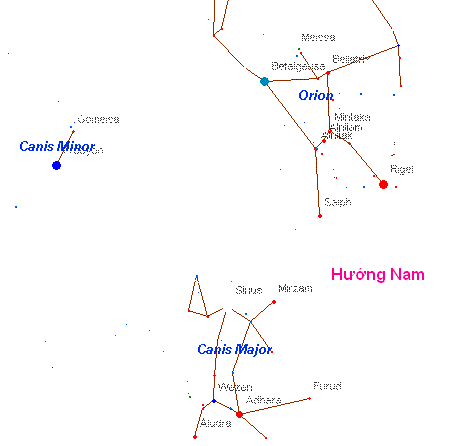 Meissa
Bellatrix
Betelgeuse
Orion
Mintaka
Alnilam
Alnitak
Gomeisa
Canis Minor
Procyon
Rigel
Saiph
Hướng Nam
Sirius
Mirzam
Canis Major
Wezen
Furud
Adhara
Aludra